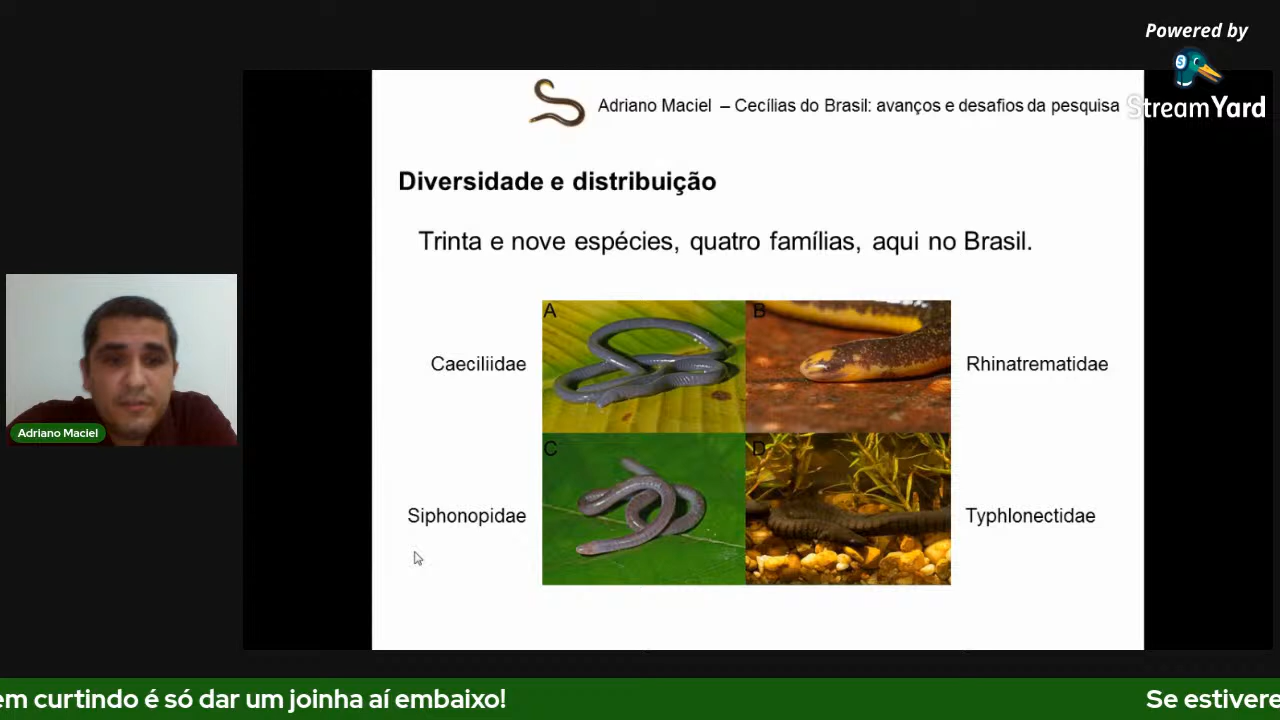 Powered by
StreamYard
Adriano Maciel – Cecílias do Brasil: avanços e desafios da pesquisa
Diversidade e distribuição
Trinta e nove espécies, quatro famílias, aqui no Brasil.
A
B
Caeciliidae
Rhinatrematidae
C
D
Siphonopidae
Typhlonectidae
Adriano Maciel
em curtindo é só dar um joinha aí embaixo!
Se estivere